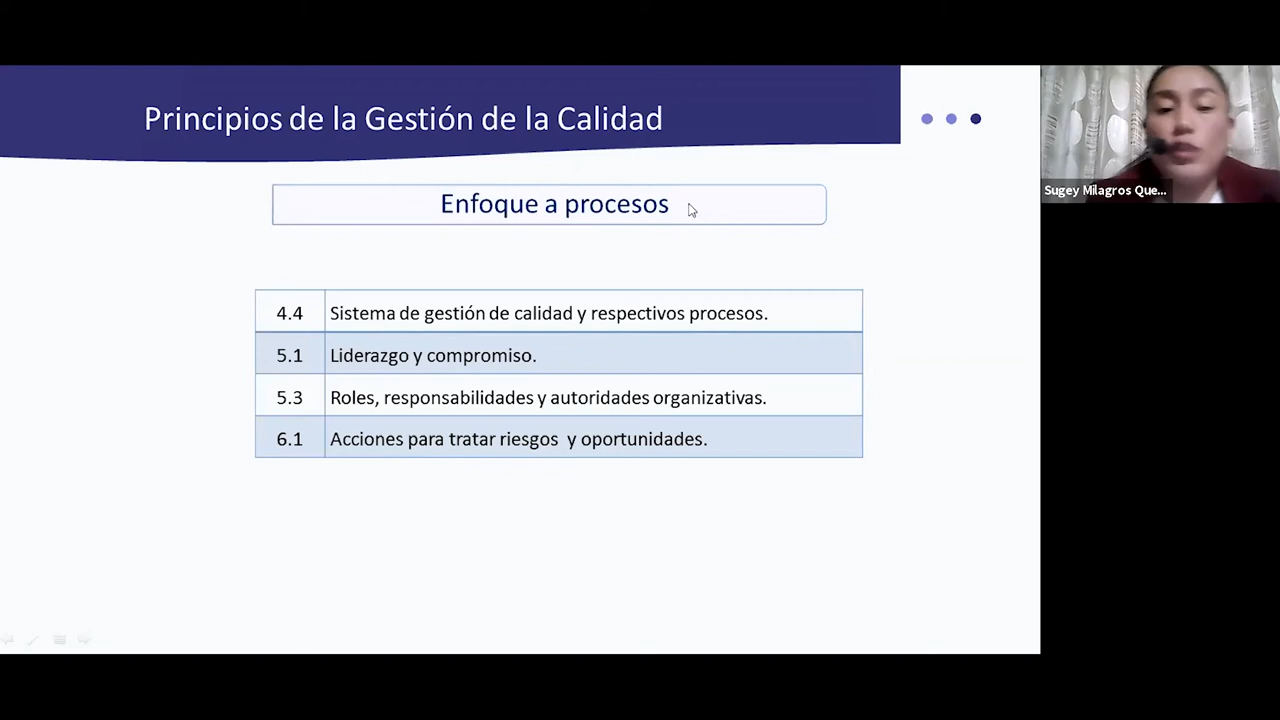 Principios de la Gestión de la Calidad
Sugey Milagros Que...
Enfoque a procesos
4.4 Sistema de gestión de calidad y respectivos procesos.
5.1 Liderazgo y compromiso.
5.3 Roles, responsabilidades y autoridades organizativas.
6.1 Acciones para tratar riesgos y oportunidades.